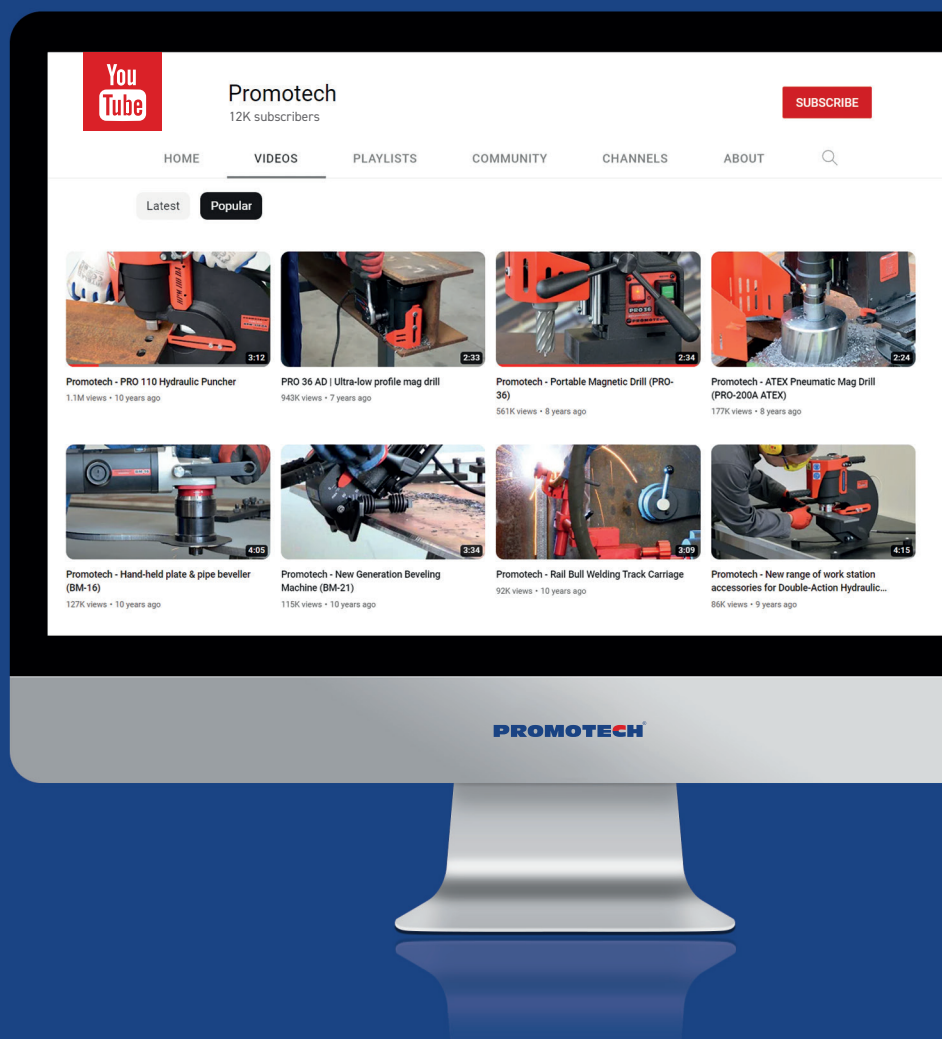 You
Tube
Promotech
12K subscribers
SUBSCRIBE
HOME VIDEOS PLAYLISTS COMMUNITY CHANNELS ABOUT
Latest Popular
3:12
2:33
PRO 36
2:34
2:24
Promotech - PRO 110 Hydraulic Puncher
1.1M views • 10 years ago
PRO 36 AD | Ultra-low profile mag drill
943K views • 7 years ago
Promotech - Portable Magnetic Drill (PRO-
36)
561K views • 8 years ago
Promotech - ATEX Pneumatic Mag Drill
(PRO-200A ATEX)
177K views • 8 years ago
4:05
3:34
3:09
4:15
Promotech - Hand-held plate & pipe beveller
(BM-16)
127K views • 10 years ago
Promotech - New Generation Beveling
Machine (BM-21)
115K views • 10 years ago
Promotech - Rail Bull Welding Track Carriage
92K views • 10 years ago
Promotech - New range of work station
accessories for Double-Action Hydraulic...
86K views • 9 years ago
PROMOTECH®